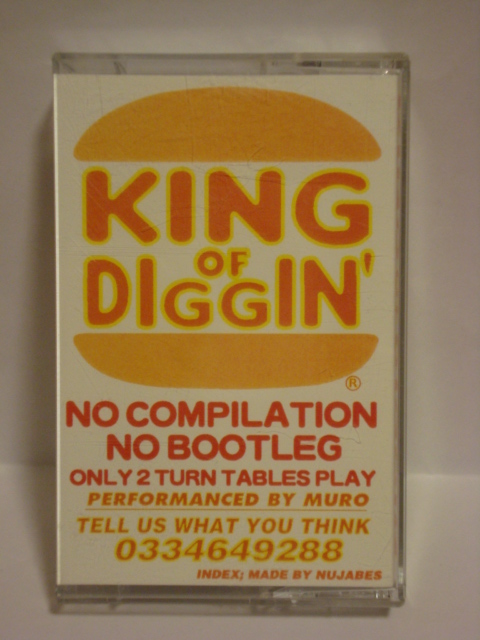 KING
OF
DIGGIN'
®
NO COMPILATION
NO BOOTLEG
ONLY 2 TURN TABLES PLAY
PERFORMANCED BY MURO
TELL US WHAT YOU THINK
0334649288
INDEX; MADE BY NUJABES